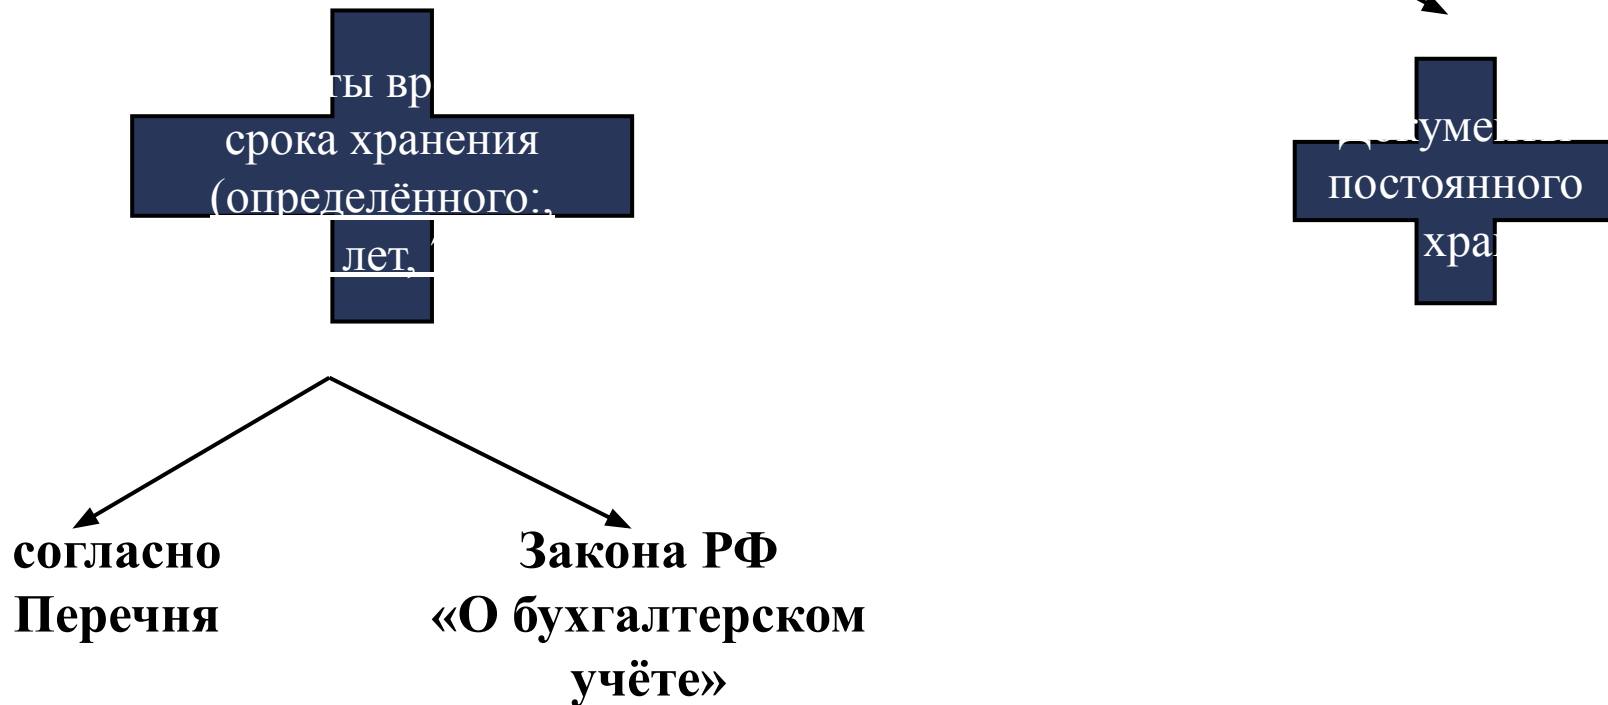 срока хранения
(определённого:,
лет,
постоянного
согласно
Перечня
Закона РФ
«О бухгалтерском
учёте»